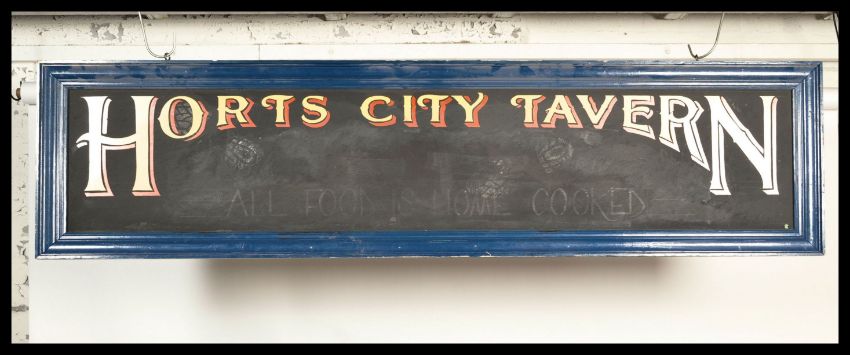 HORTS CITY TAVERN
ALL FOOD IS HOME COOKED